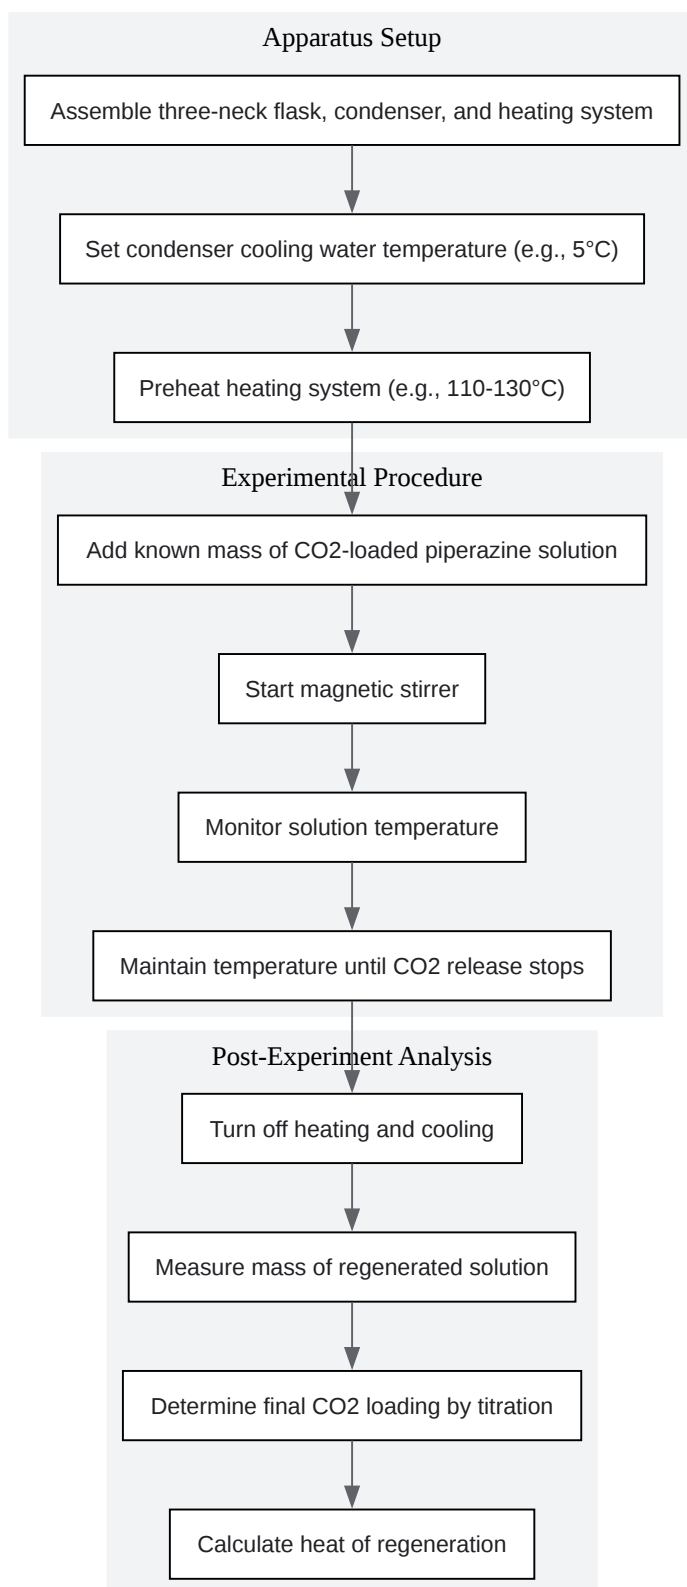 Apparatus Setup
Assemble three-neck flask, condenser, and heating system
Set condenser cooling water temperature (e.g., 5°C)
Preheat heating system (e.g., 110-130°C)
Experimental Procedure
Add known mass of CO2-loaded piperazine solution
Start magnetic stirrer
Monitor solution temperature
Maintain temperature until CO2 release stops
Post-Experiment Analysis
Turn off heating and cooling
Measure mass of regenerated solution
Determine final CO2 loading by titration
Calculate heat of regeneration